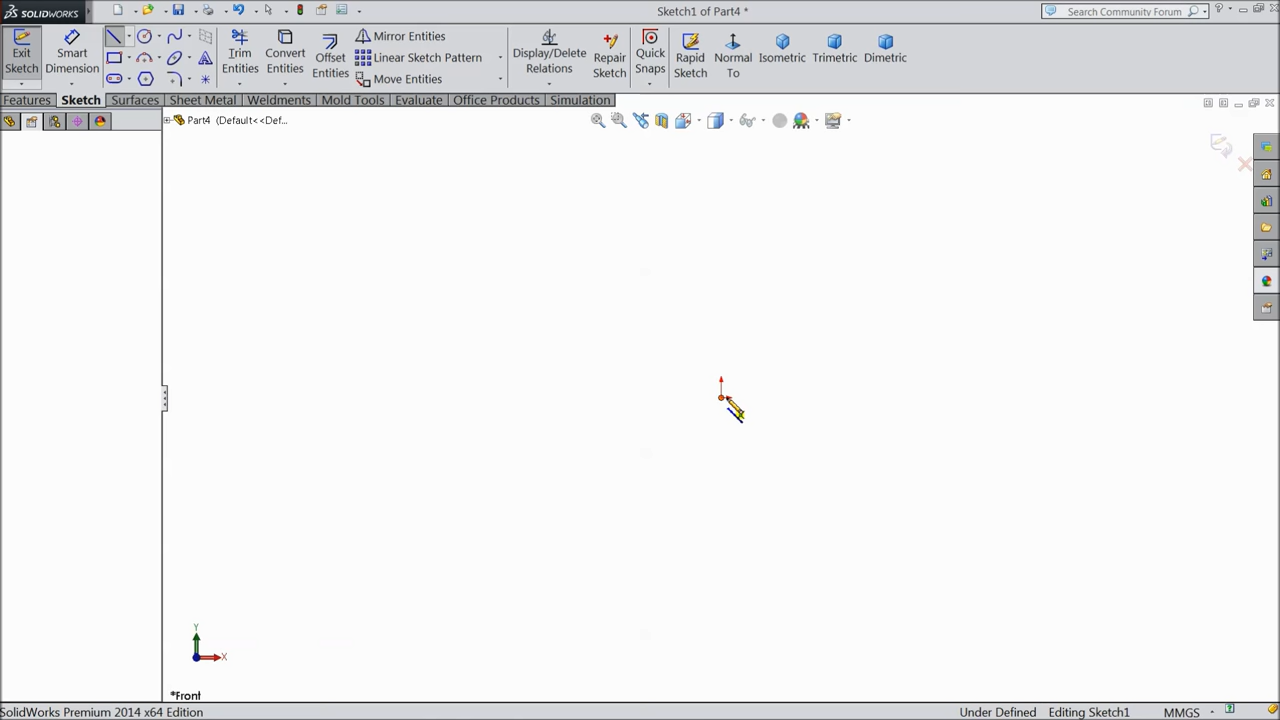 SOLIDWORKS
Sketch1 of Part4 *
Search Community Forum
Exit Sketch
Smart Dimension
Trim Entities
Convert Entities
Offset Entities
Mirror Entities
Linear Sketch Pattern
Move Entities
Display/Delete Relations
Repair Sketch
Quick Snaps
Rapid Sketch
Normal To
Isometric
Trimetric
Dimetric
Features
Sketch
Surfaces
Sheet Metal
Weldments
Mold Tools
Evaluate
Office Products
Simulation
Part4 (Default<<Def...
Y
X
*Front
SolidWorks Premium 2014 x64 Edition
Under Defined
Editing Sketch1
MMGS